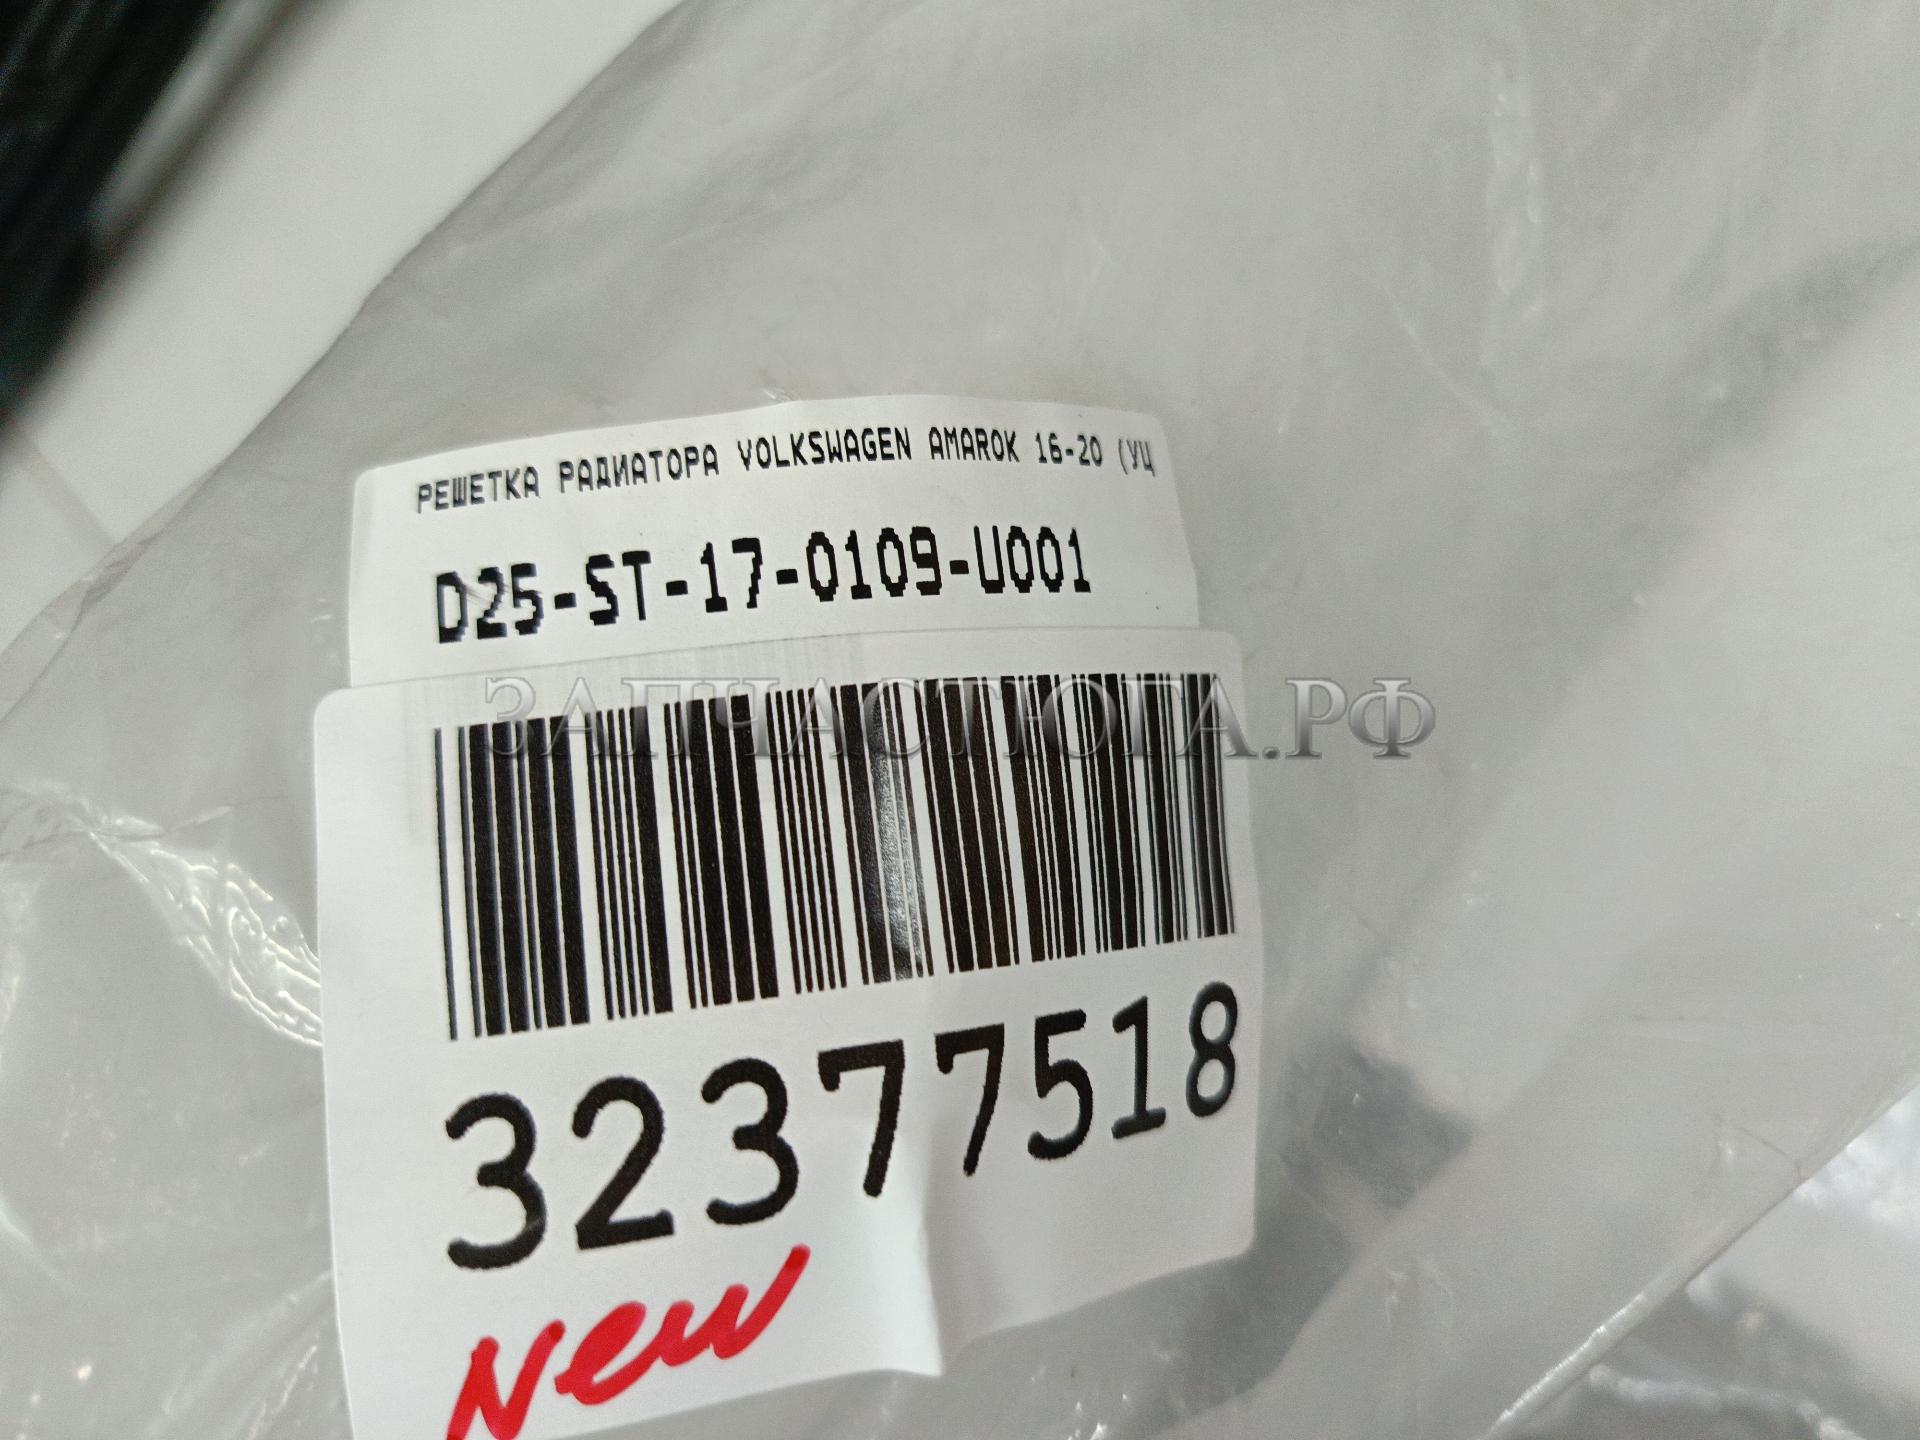 РЕШЕТКА РАДИАТОРА VOLKSWAGEN AMAROK 16-20 (УЦ
D25-ST-17-0109-U001
ЗАПЧАСТЮГА.РФ
32377518
New